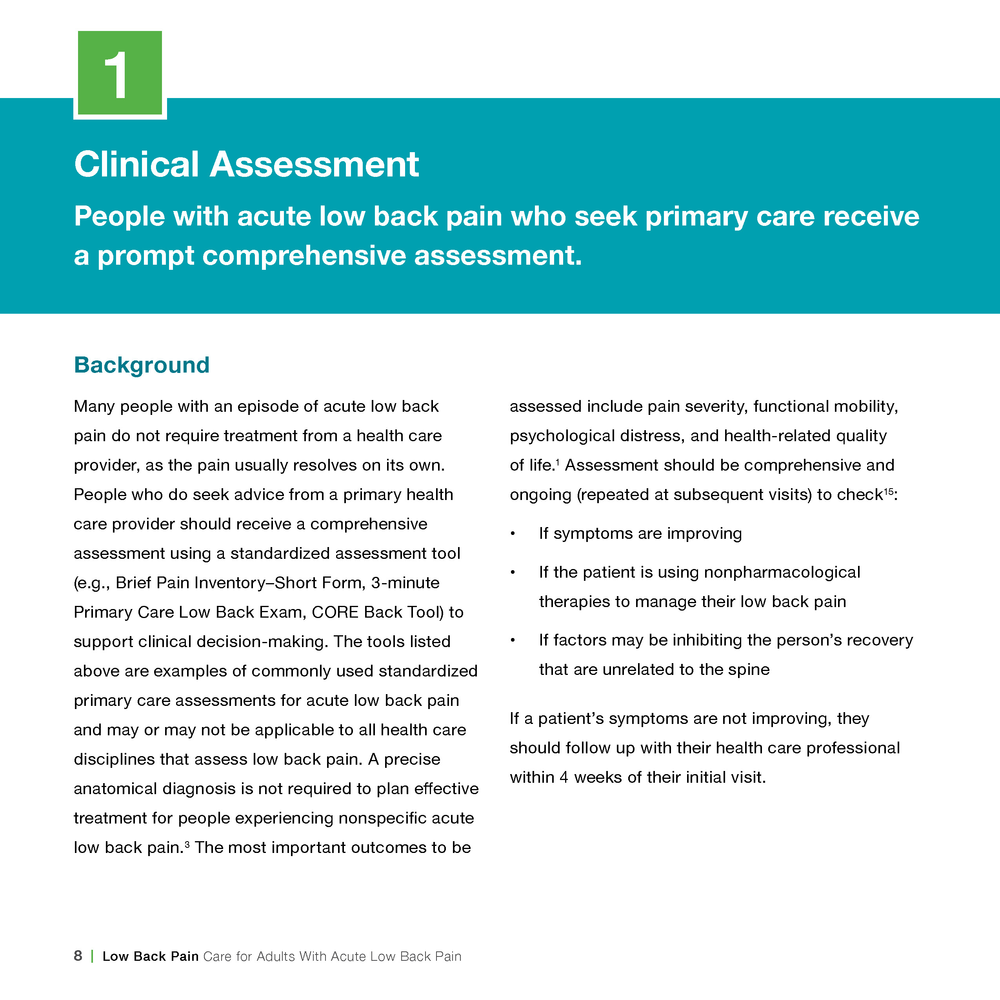 1
Clinical Assessment
People with acute low back pain who seek primary care receive
a prompt comprehensive assessment.
Background
Many people with an episode of acute low back
pain do not require treatment from a health care
provider, as the pain usually resolves on its own.
People who do seek advice from a primary health
care provider should receive a comprehensive
assessment using a standardized assessment tool
(e.g., Brief Pain Inventory–Short Form, 3-minute
Primary Care Low Back Exam, CORE Back Tool) to
support clinical decision-making. The tools listed
above are examples of commonly used standardized
primary care assessments for acute low back pain
and may or may not be applicable to all health care
disciplines that assess low back pain. A precise
anatomical diagnosis is not required to plan effective
treatment for people experiencing nonspecific acute
low back pain.³ The most important outcomes to be
assessed include pain severity, functional mobility,
psychological distress, and health-related quality
of life.¹ Assessment should be comprehensive and
ongoing (repeated at subsequent visits) to check¹⁵:
• If symptoms are improving
• If the patient is using nonpharmacological
therapies to manage their low back pain
• If factors may be inhibiting the person’s recovery
that are unrelated to the spine
If a patient’s symptoms are not improving, they
should follow up with their health care professional
within 4 weeks of their initial visit.
8 | Low Back Pain Care for Adults With Acute Low Back Pain